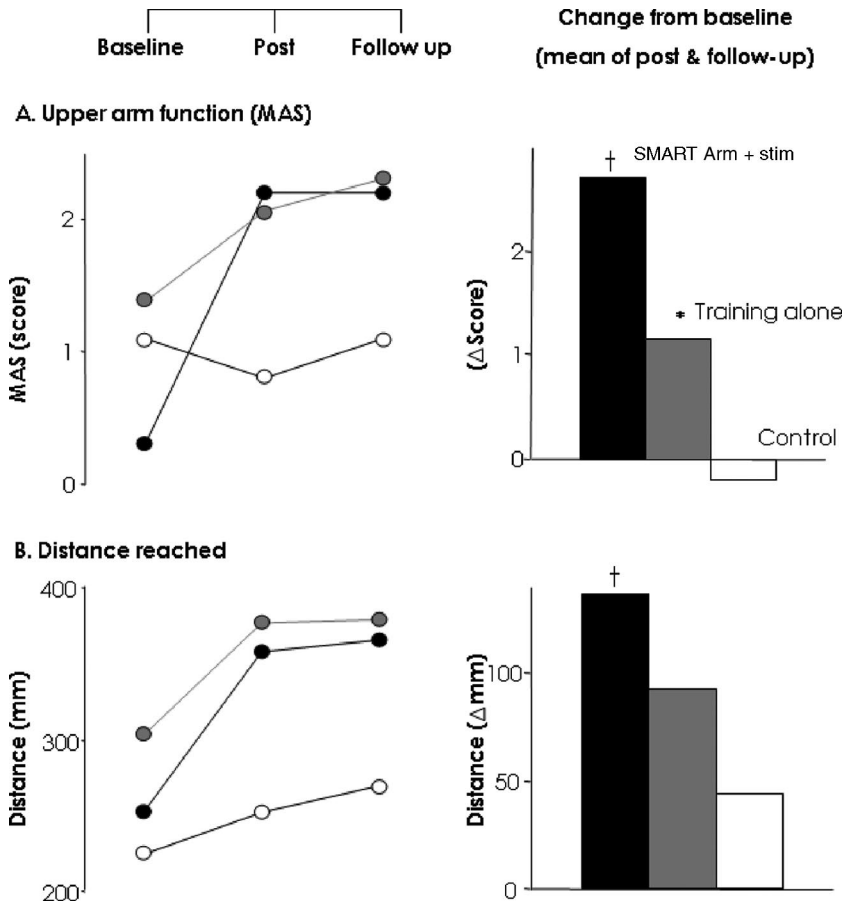 Baseline Post Follow up
Change from baseline
(mean of post & follow-up)
A. Upper arm function (MAS)
MAS (score)
2
1
0
(ΔScore)
2
1
0
† SMART Arm + stim
* Training alone
Control
B. Distance reached
Distance (mm)
400
300
200
Distance (Δmm)
100
50
0
†